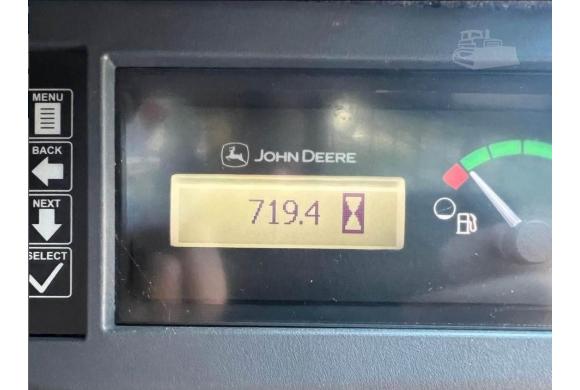 MENU
BACK
NEXT
SELECT
JOHN DEERE
719.4